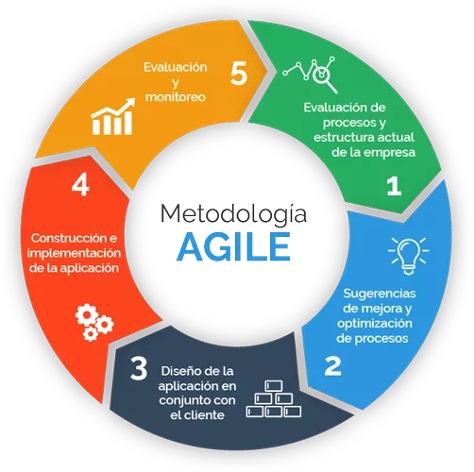 Metodología
AGILE
Evaluación de
procesos y
estructura actual
de la empresa
1
Sugerencias
de mejora y
optimización
de procesos
2
3
Diseño de la
aplicación en
conjunto con
el cliente
4
Construcción e
implementación
de la aplicación
5
Evaluación
y
monitoreo